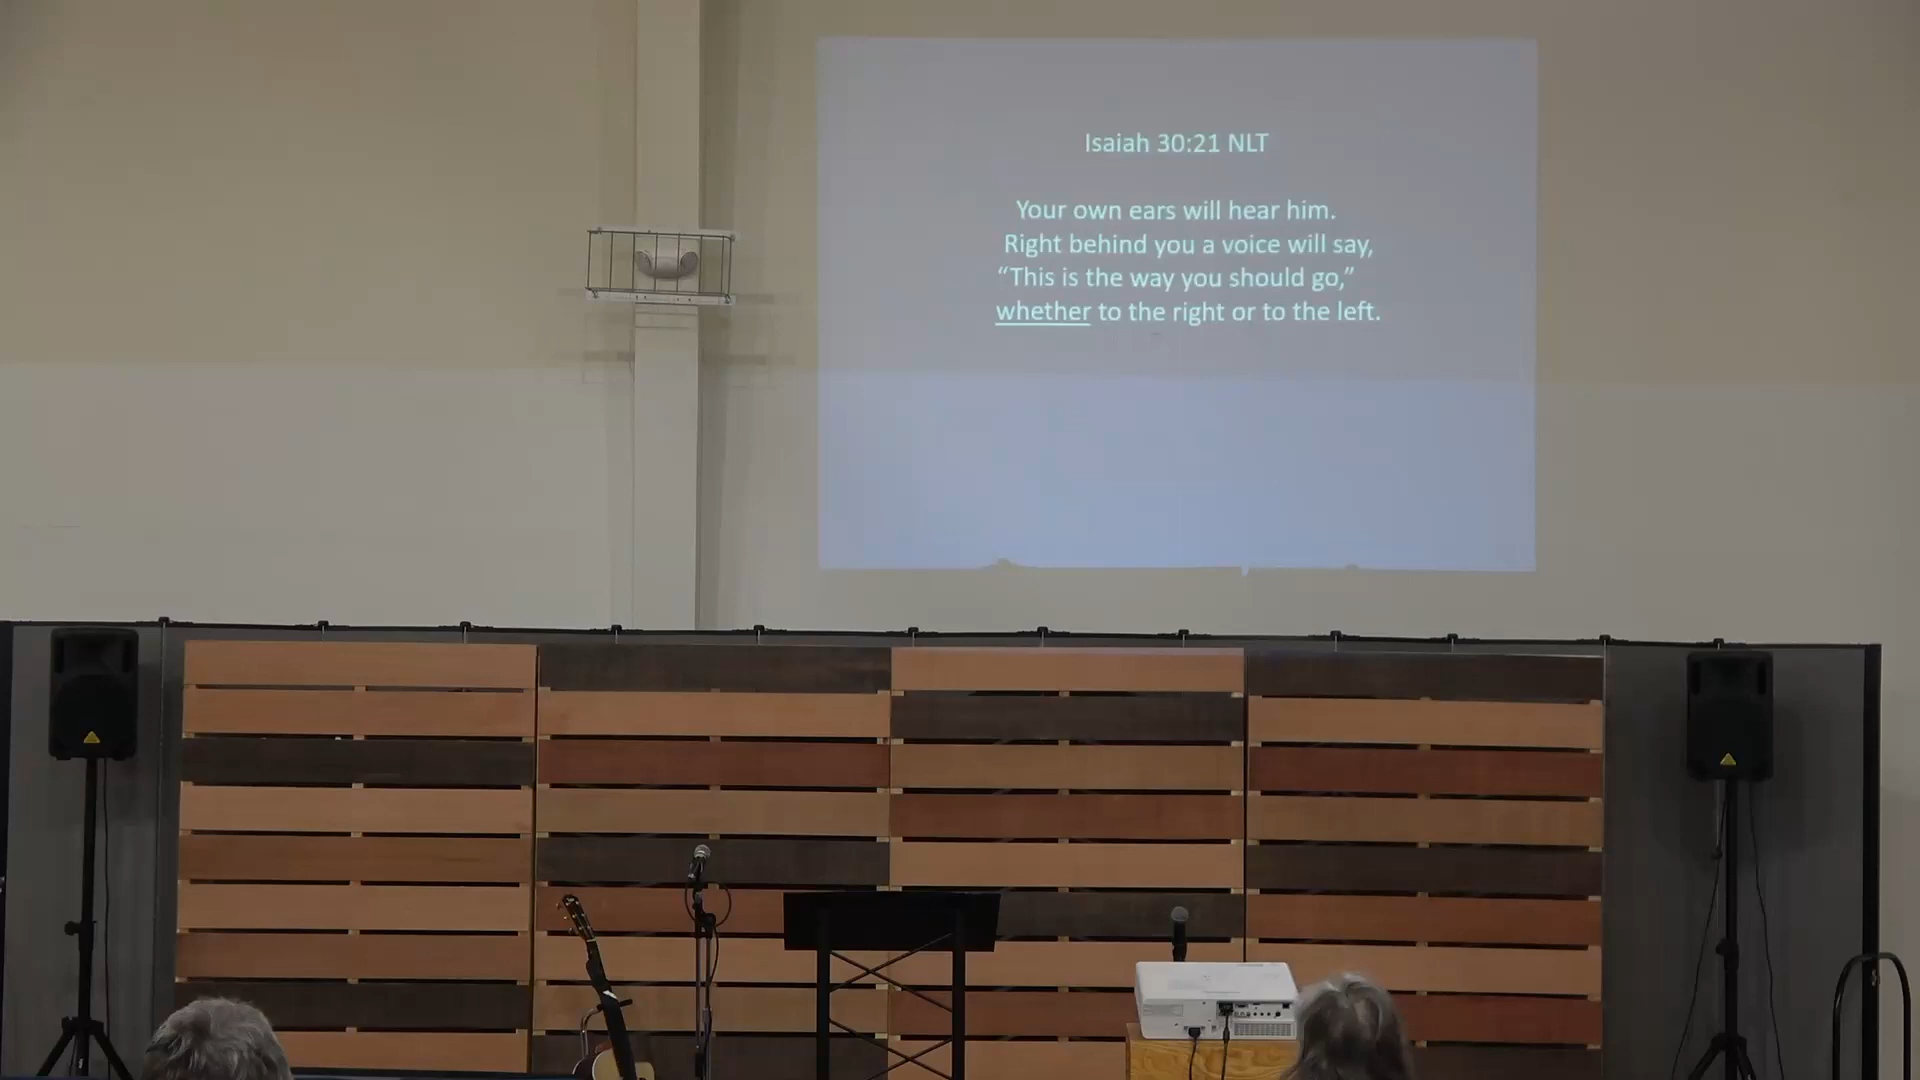 Isaiah 30:21 NLT
Your own ears will hear him.
Right behind you a voice will say,
“This is the way you should go,”
whether to the right or to the left.